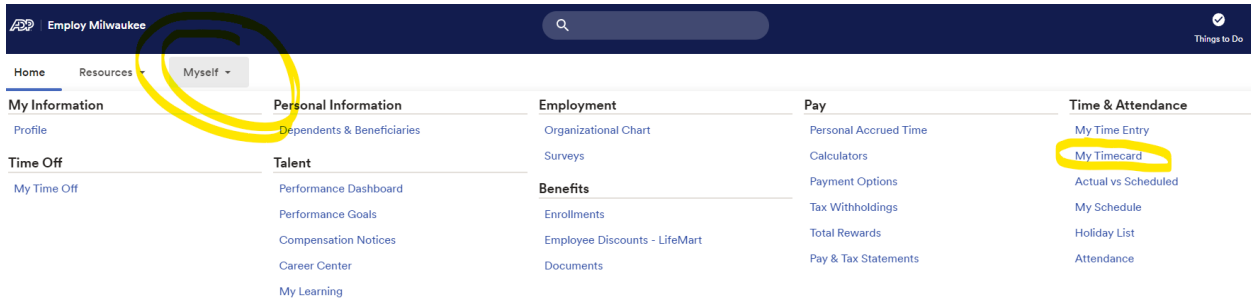 ADP Employ Milwaukee
Things to Do
Home Resources Myself
My Information
Profile
Time Off
My Time Off
Personal Information
Dependents & Beneficiaries
Talent
Performance Dashboard
Performance Goals
Compensation Notices
Career Center
My Learning
Employment
Organizational Chart
Surveys
Benefits
Enrollments
Employee Discounts - LifeMart
Documents
Pay
Personal Accrued Time
Calculators
Payment Options
Tax Withholdings
Total Rewards
Pay & Tax Statements
Time & Attendance
My Time Entry
My Timecard
Actual vs Scheduled
My Schedule
Holiday List
Attendance